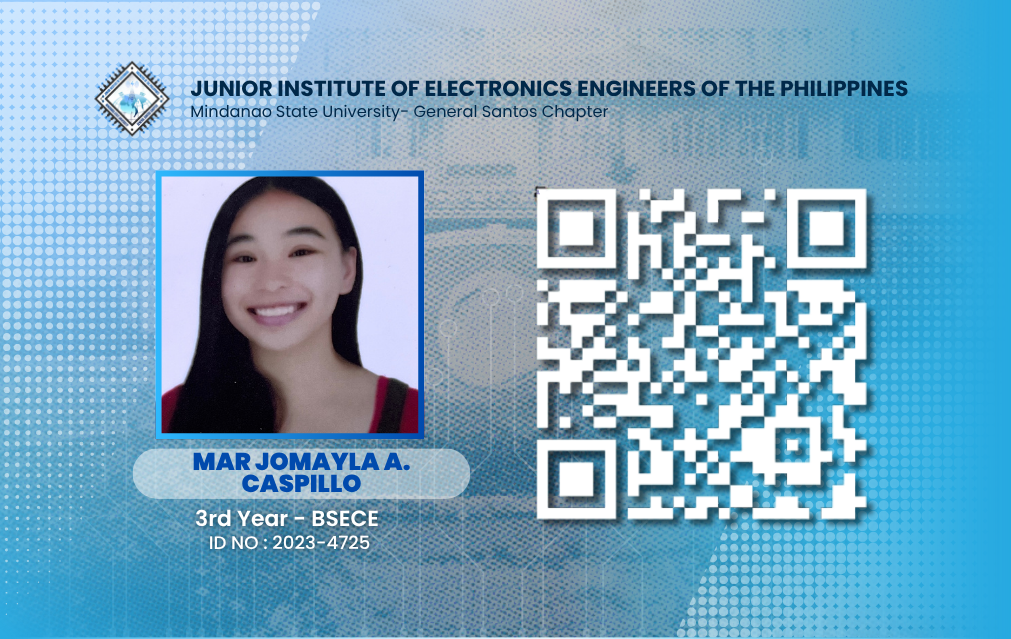 JUNIOR INSTITUTE OF ELECTRONICS ENGINEERS OF THE PHILIPPINES
Mindanao State University- General Santos Chapter
MAR JOMAYLA A.
CASPILLO
3rd Year - BSECE
ID NO : 2023-4725